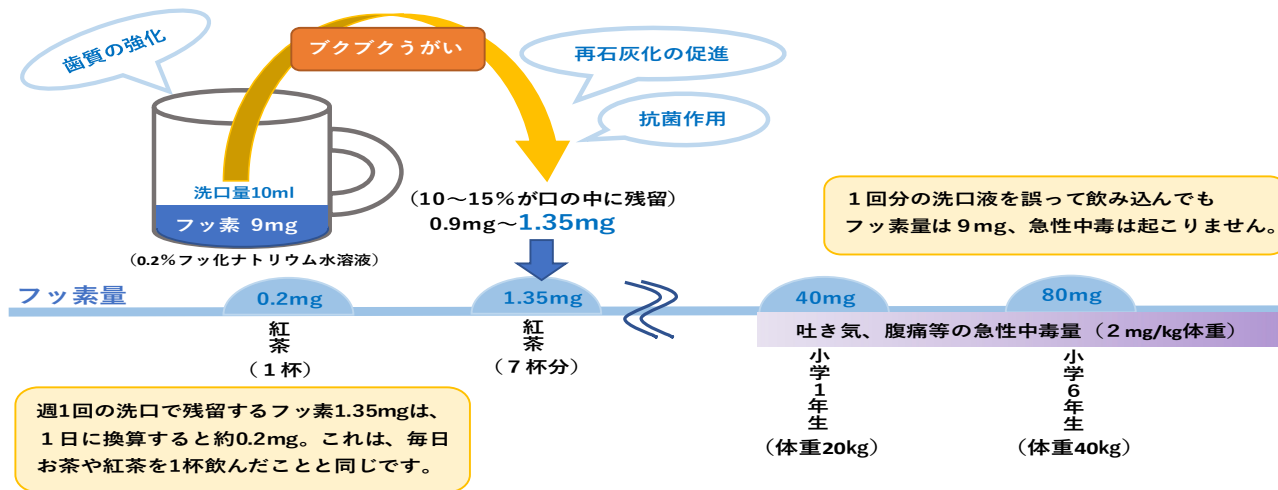 歯質の強化
ブクブクうがい
再石灰化の促進
抗菌作用
洗口量10ml
フッ素 9mg
(0.2%フッ化ナトリウム水溶液)
(10~15%が口の中に残留)
0.9mg~1.35mg
1回分の洗口液を誤って飲み込んでも
フッ素量は9mg、急性中毒は起こりません。
フッ素量
0.2mg
1.35mg
40mg
80mg
吐き気、腹痛等の急性中毒量(2mg/kg体重)
紅茶
(1杯)
紅茶
(7杯分)
小学1年生
(体重20kg)
小学6年生
(体重40kg)
週1回の洗口で残留するフッ素1.35mgは、
1日に換算すると約0.2mg。これは、毎日
お茶や紅茶を1杯飲んだことと同じです。